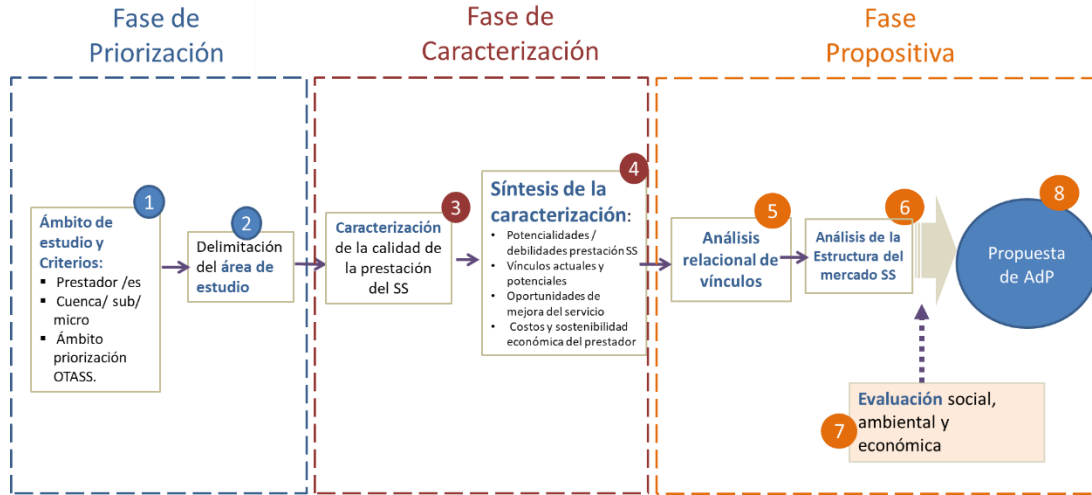 Fase de
Priorización
Fase de
Caracterización
Fase
Propositiva
1
Ámbito de
estudio y
Criterios:
▪ Prestador /es
▪ Cuenca/ sub/
micro
▪ Ámbito
priorización
OTASS.
2
Delimitación
del área de
estudio
3
Caracterización
de la calidad de
la prestación
del SS
4
Síntesis de la
caracterización:
• Potencialidades /
debilidades prestación SS
• Vínculos actuales y
potenciales
• Oportunidades de
mejora del servicio
• Costos y sostenibilidad
económica del prestador
5
Análisis
relacional de
vínculos
6
Análisis de la
Estructura del
mercado SS
8
Propuesta
de AdP
7
Evaluación social,
ambiental y
económica